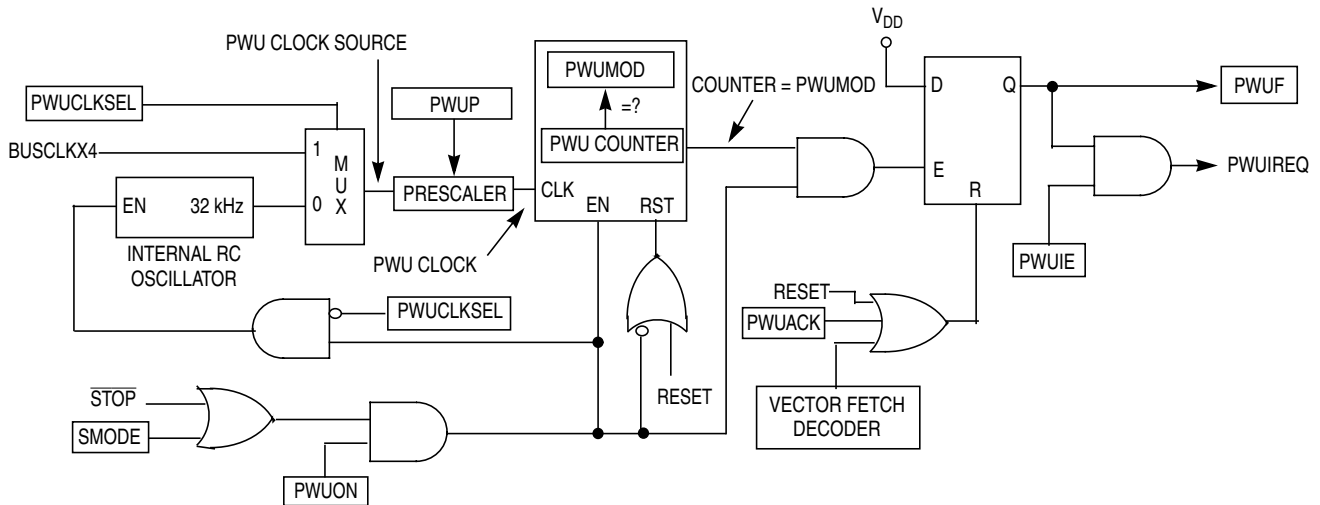 V_DD
PWU CLOCK SOURCE
PWUMOD
COUNTER = PWUMOD
=?
PWU COUNTER
PWUCLKSEL
PWUP
BUSCLKX4
1
0
MUX
EN
32 kHz
INTERNAL RC
OSCILLATOR
PRESCALER
CLK
EN
RST
PWU CLOCK
D
Q
E
R
PWUF
PWUIREQ
PWUIE
PWUCLKSEL
RESET
PWUACK
VECTOR FETCH
DECODER
RESET
STOP
SMODE
PWUON